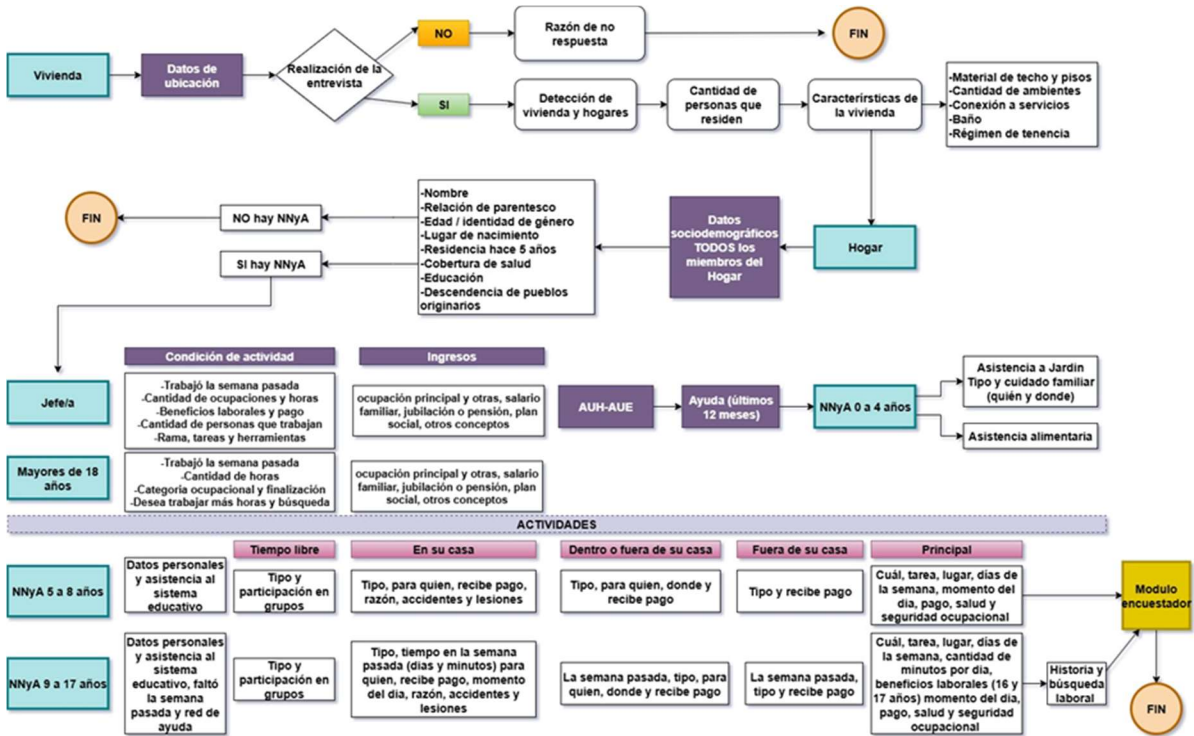 NO
Razón de no
respuesta
FIN
Vivienda
Datos de
ubicación
Realización de la
entrevista
SI
Detección de
vivienda y hogares
Cantidad de
personas que
residen
Caracterírsticas de
la vivienda
-Material de techo y pisos
-Cantidad de ambientes
-Conexión a servicios
-Baño
-Régimen de tenencia
FIN
NO hay NNyA
SI hay NNyA
-Nombre
-Relación de parentesco
-Edad / identidad de género
-Lugar de nacimiento
-Residencia hace 5 años
-Cobertura de salud
-Educación
-Descendencia de pueblos
originarios
Datos
sociodemográficos
TODOS los
miembros del
Hogar
Hogar
Condición de actividad
Ingresos
Jefe/a
-Trabajó la semana pasada
-Cantidad de ocupaciones y horas
-Beneficios laborales y pago
-Cantidad de personas que trabajan
-Rama, tareas y herramientas
ocupación principal y otras, salario
familiar, jubilación o pensión, plan
social, otros conceptos
AUH-AUE
Ayuda (últimos
12 meses)
NNyA 0 a 4 años
Asistencia a Jardin
Tipo y cuidado familiar
(quién y donde)
Asistencia alimentaria
Mayores de 18
años
-Trabajó la semana pasada
-Cantidad de horas
-Categoría ocupacional y finalización
-Desea trabajar más horas y búsqueda
ocupación principal y otras, salario
familiar, jubilación o pensión, plan
social, otros conceptos
ACTIVIDADES
Tiempo libre
En su casa
Dentro o fuera de su casa
Fuera de su casa
Principal
NNyA 5 a 8 años
Datos personales
y asistencia al
sistema
educativo
Tipo y
participación en
grupos
Tipo, para quien, recibe pago,
razón, accidentes y lesiones
Tipo, para quien, donde y
recibe pago
Tipo y recibe pago
Cuál, tarea, lugar, días de
la semana, momento del
día, pago, salud y
seguridad ocupacional
Modulo
encuestador
NNyA 9 a 17 años
Datos personales
y asistencia al
sistema
educativo, faltó la
semana pasada
y red de
ayuda
Tipo y
participación en
grupos
Tipo, tiempo en la semana
pasada (días y minutos) para
quien, recibe pago, momento
del día, razón, accidentes y
lesiones
La semana pasada, tipo, para
quien, donde y recibe pago
La semana pasada,
tipo y recibe pago
Cuál, tarea, lugar, días de
la semana, cantidad de
minutos por día,
beneficios laborales (16 y
17 años) momento del día,
pago, salud y seguridad
ocupacional
Historia y
búsqueda
laboral
FIN